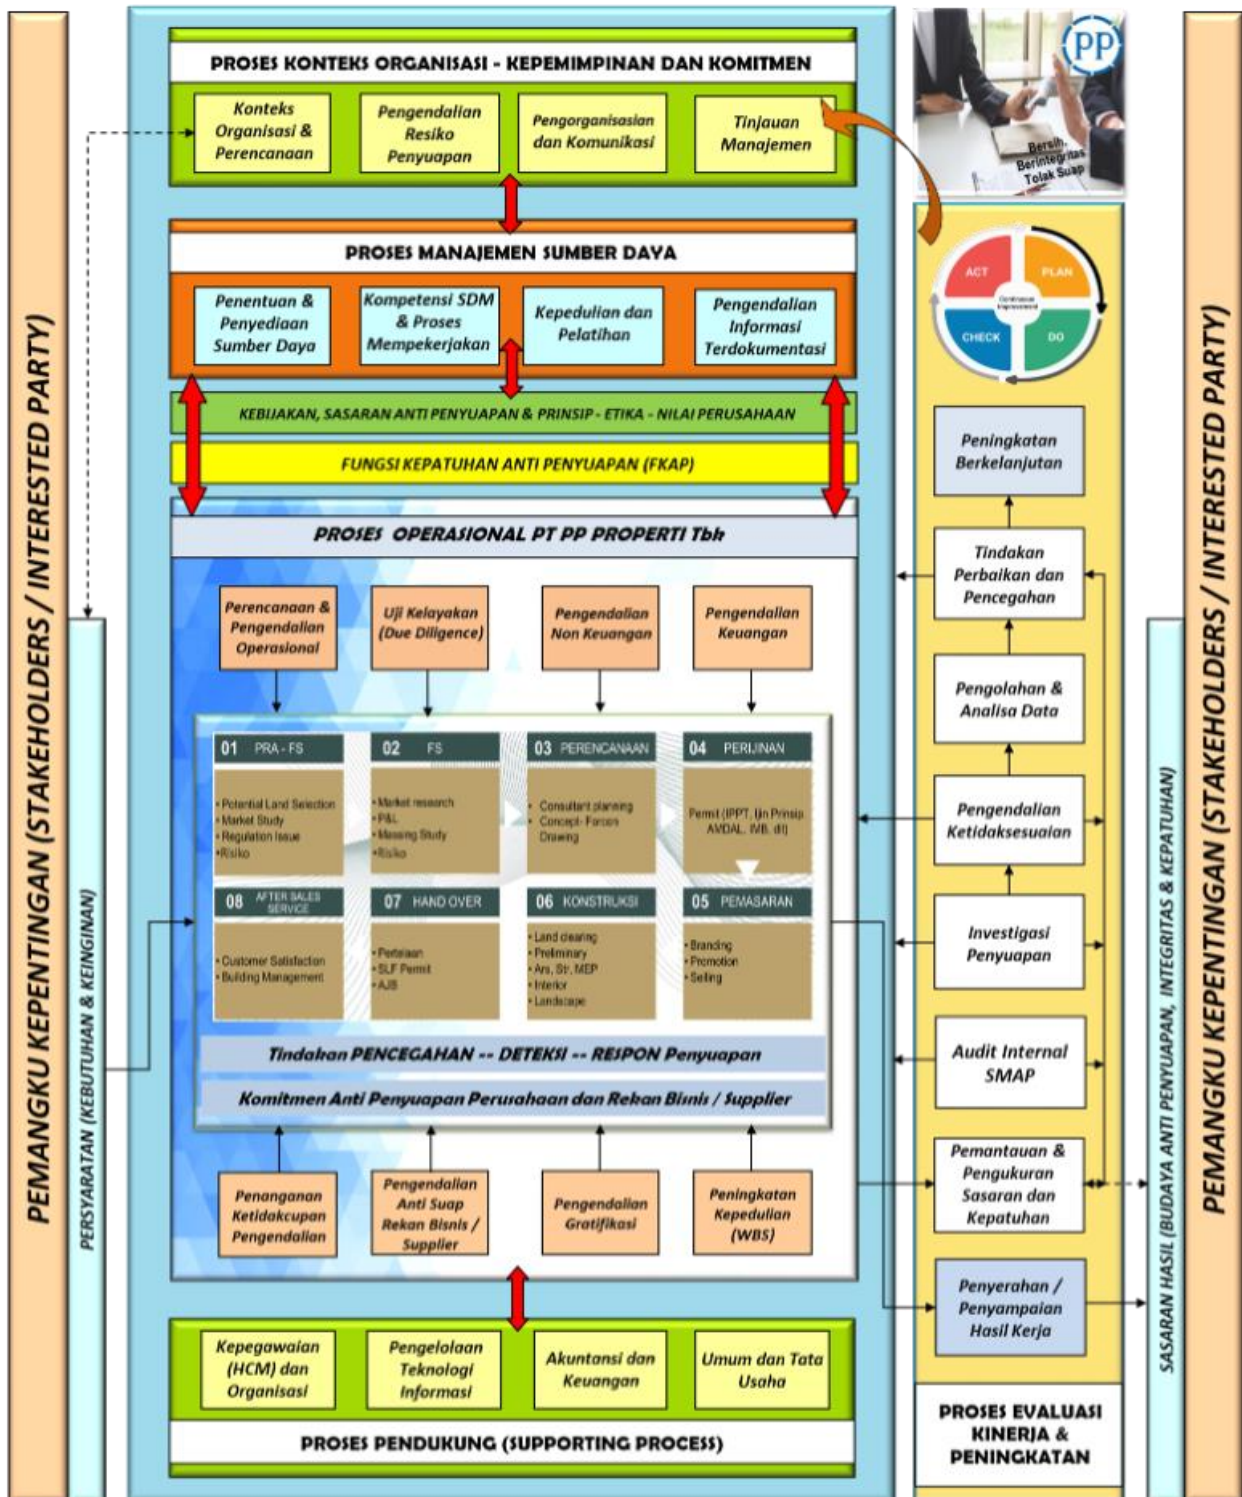 PEMANGKU KEPENTINGAN (STAKEHOLDERS / INTERESTED PARTY)
PERSYARATAN (KEBUTUHAN & KEINGINAN)
PROSES KONTEKS ORGANISASI - KEPEMIMPINAN DAN KOMITMEN
Konteks
Organisasi &
Perencanaan
Pengendalian
Resiko
Penyuapan
Pengorganisasian
dan Komunikasi
Tinjauan
Manajemen
PROSES MANAJEMEN SUMBER DAYA
Penentuan &
Penyediaan
Sumber Daya
Kompetensi SDM
& Proses
Mempekerjakan
Kepedulian dan
Pelatihan
Pengendalian
Informasi
Terdokumentasi
KEBIJAKAN, SASARAN ANTI PENYUAPAN & PRINSIP - ETIKA - NILAI PERUSAHAAN
FUNGSI KEPATUHAN ANTI PENYUAPAN (FKAP)
PROSES OPERASIONAL PT PP PROPERTI Tbk
Perencanaan &
Pengendalian
Operasional
Uji Kelayakan
(Due Diligence)
Pengendalian
Non Keuangan
Pengendalian
Keuangan
01 PRA - FS
• Potential Land Selection
• Market Study
• Regulation Issue
• Risiko
02 FS
• Market research
• P&L
• Massing Study
• Risiko
03 PERENCANAAN
• Consultant planning
• Concept- Forcon
Drawing
04 PERIJINAN
Permit (IPPT, Ijin Prinsip
AMDAL, IMB, dll)
08 AFTER SALES
SERVICE
• Customer Satisfaction
• Building Management
07 HAND OVER
• Pertelaan
• SLF Permit
• AJB
06 KONSTRUKSI
• Land clearing
• Preliminary
• Ars, Str, MEP
• Interior
• Landscape
05 PEMASARAN
• Branding
• Promotion
• Selling
Tindakan PENCEGAHAN -- DETEKSI -- RESPON Penyuapan
Komitmen Anti Penyuapan Perusahaan dan Rekan Bisnis / Supplier
Penanganan
Ketidakcupan
Pengendalian
Pengendalian
Anti Suap
Rekan Bisnis /
Supplier
Pengendalian
Gratifikasi
Peningkatan
Kepedulian
(WBS)
Kepegawaian
(HCM) dan
Organisasi
Pengelolaan
Teknologi
Informasi
Akuntansi dan
Keuangan
Umum dan Tata
Usaha
PROSES PENDUKUNG (SUPPORTING PROCESS)
PP
Bersih,
Berintegritas
Tolak Suap
ACT
PLAN
Continuous
Improvement
CHECK
DO
Peningkatan
Berkelanjutan
Tindakan
Perbaikan dan
Pencegahan
Pengolahan &
Analisa Data
Pengendalian
Ketidaksesuaian
Investigasi
Penyuapan
Audit Internal
SMAP
Pemantauan &
Pengukuran
Sasaran dan
Kepatuhan
Penyerahan /
Penyampaian
Hasil Kerja
PROSES EVALUASI
KINERJA &
PENINGKATAN
SASARAN HASIL (BUDAYA ANTI PENYUAPAN, INTEGRITAS & KEPATUHAN)
PEMANGKU KEPENTINGAN (STAKEHOLDERS / INTERESTED PARTY)